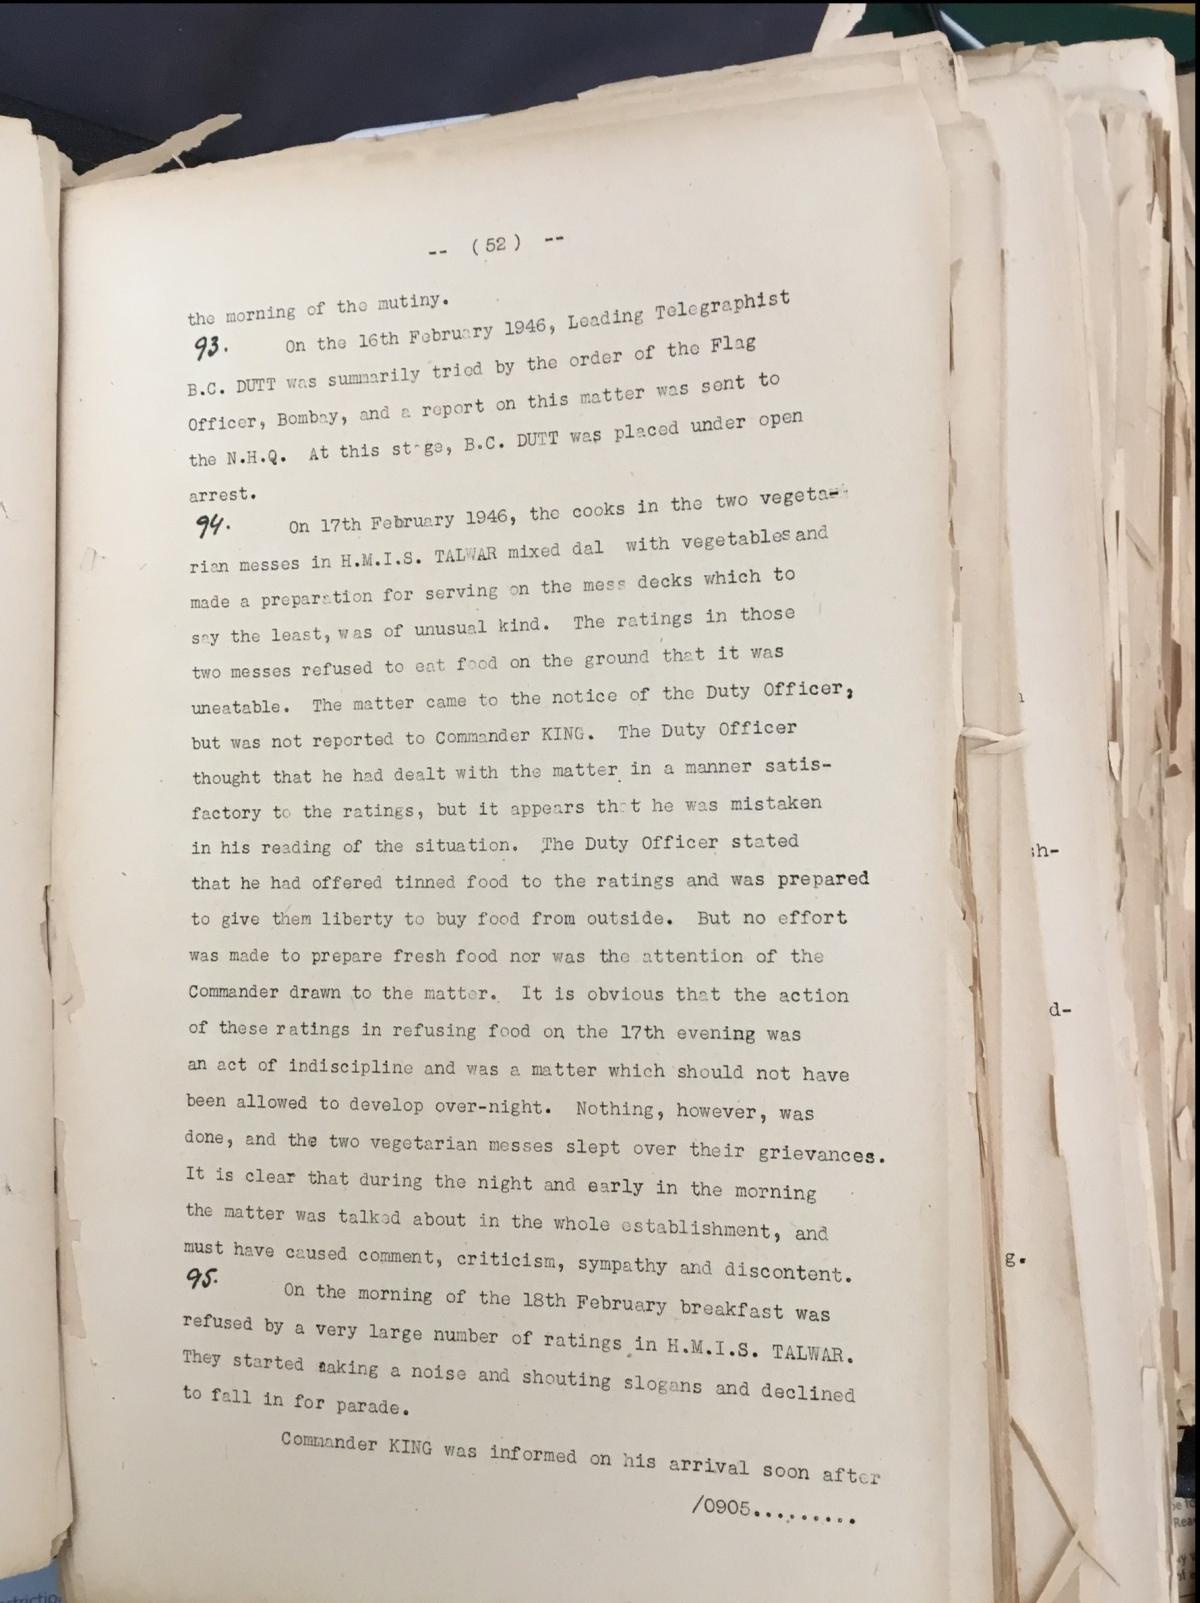 -- (52) --
the morning of the mutiny.
93. On the 16th February 1946, Leading Telegraphist
B.C. DUTT was summarily tried by the order of the Flag
Officer, Bombay, and a report on this matter was sent to
the N.H.Q. At this stage, B.C. DUTT was placed under open
arrest.
94. On 17th February 1946, the cooks in the two vegeta-
rian messes in H.M.I.S. TALWAR mixed dal with vegetables and
made a preparation for serving on the mess decks which to
say the least, was of unusual kind. The ratings in those
two messes refused to eat food on the ground that it was
uneatable. The matter came to the notice of the Duty Officer,
but was not reported to Commander KING. The Duty Officer
thought that he had dealt with the matter in a manner satis-
factory to the ratings, but it appears that he was mistaken
in his reading of the situation. The Duty Officer stated
that he had offered tinned food to the ratings and was prepared
to give them liberty to buy food from outside. But no effort
was made to prepare fresh food nor was the attention of the
Commander drawn to the matter. It is obvious that the action
of these ratings in refusing food on the 17th evening was
an act of indiscipline and was a matter which should not have
been allowed to develop over-night. Nothing, however, was
done, and the two vegetarian messes slept over their grievances.
It is clear that during the night and early in the morning
the matter was talked about in the whole establishment, and
must have caused comment, criticism, sympathy and discontent.
95. On the morning of the 18th February breakfast was
refused by a very large number of ratings in H.M.I.S. TALWAR.
They started making a noise and shouting slogans and declined
to fall in for parade.
Commander KING was informed on his arrival soon after
/0905.........
sh-
d-
g.